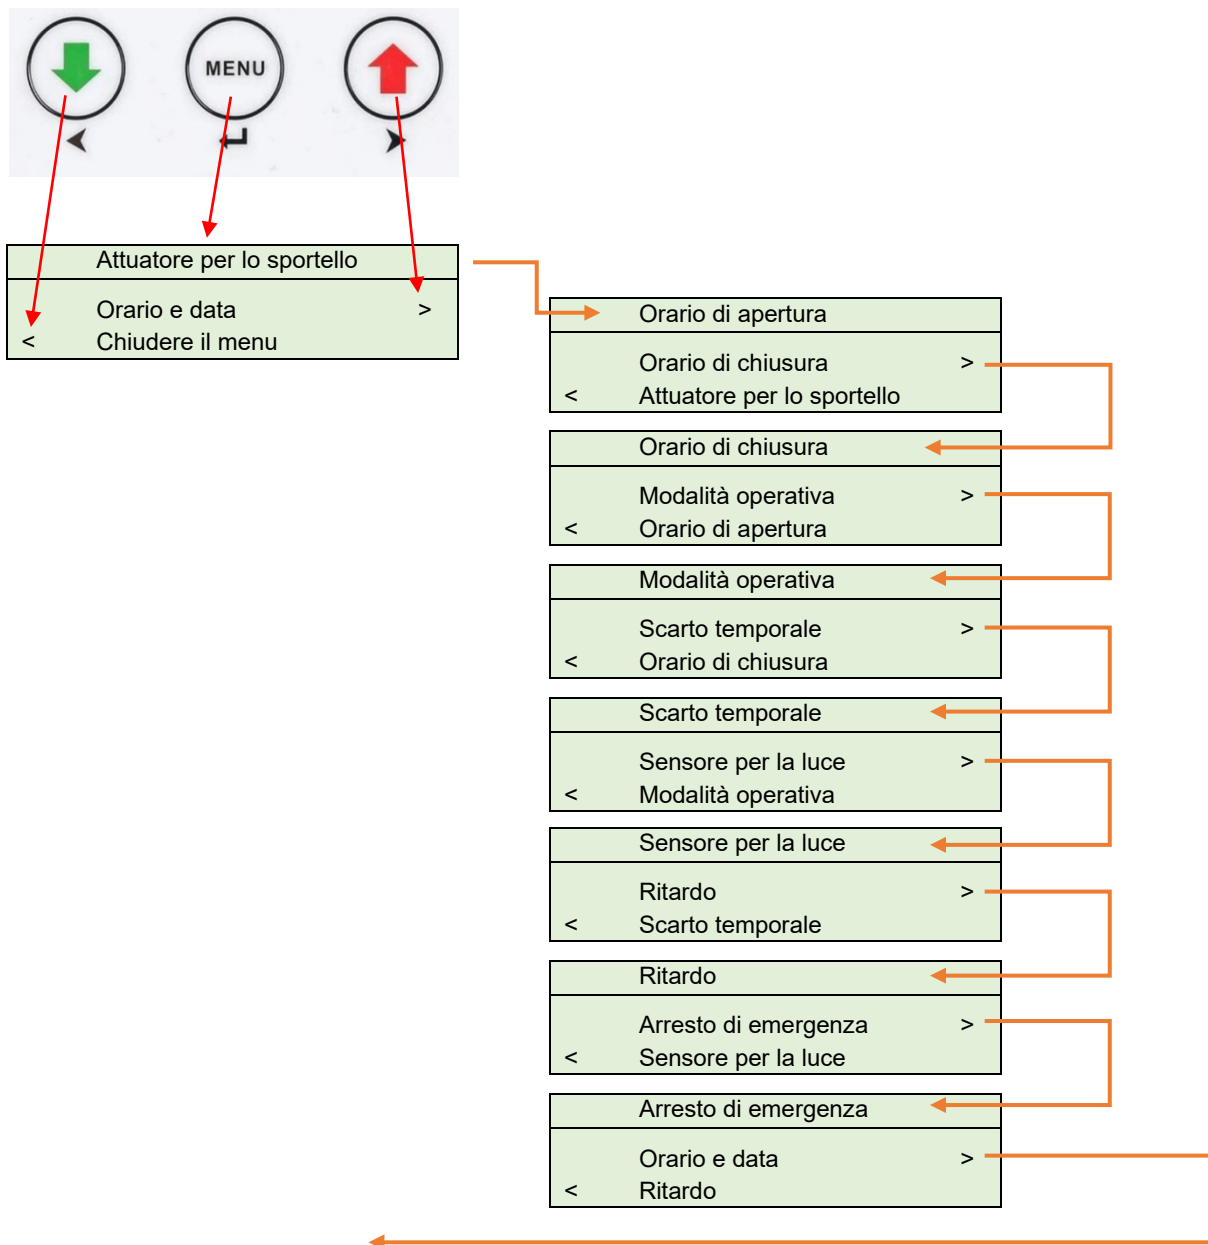 MENU
Attuatore per lo sportello
Orario e data >
< Chiudere il menu
Orario di apertura
Orario di chiusura >
< Attuatore per lo sportello
Orario di chiusura
Modalità operativa >
< Orario di apertura
Modalità operativa
Scarto temporale >
< Orario di chiusura
Scarto temporale
Sensore per la luce >
< Modalità operativa
Sensore per la luce
Ritardo >
< Scarto temporale
Ritardo
Arresto di emergenza >
< Sensore per la luce
Arresto di emergenza
Orario e data >
< Ritardo